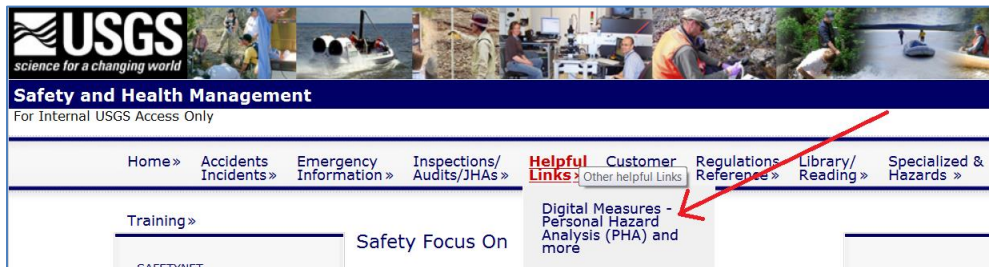 USGS
science for a changing world
Safety and Health Management
For Internal USGS Access Only
Home» Accidents Emergency Inspections/ Helpful Customer Regulations Library/ Specialized &
Incidents» Information» Audits/JHAs» Links» Other helpful Links Reference» Reading» Hazards »
Digital Measures -
Personal Hazard
Analysis (PHA) and
more
Training»
Safety Focus On
SAFETYNET